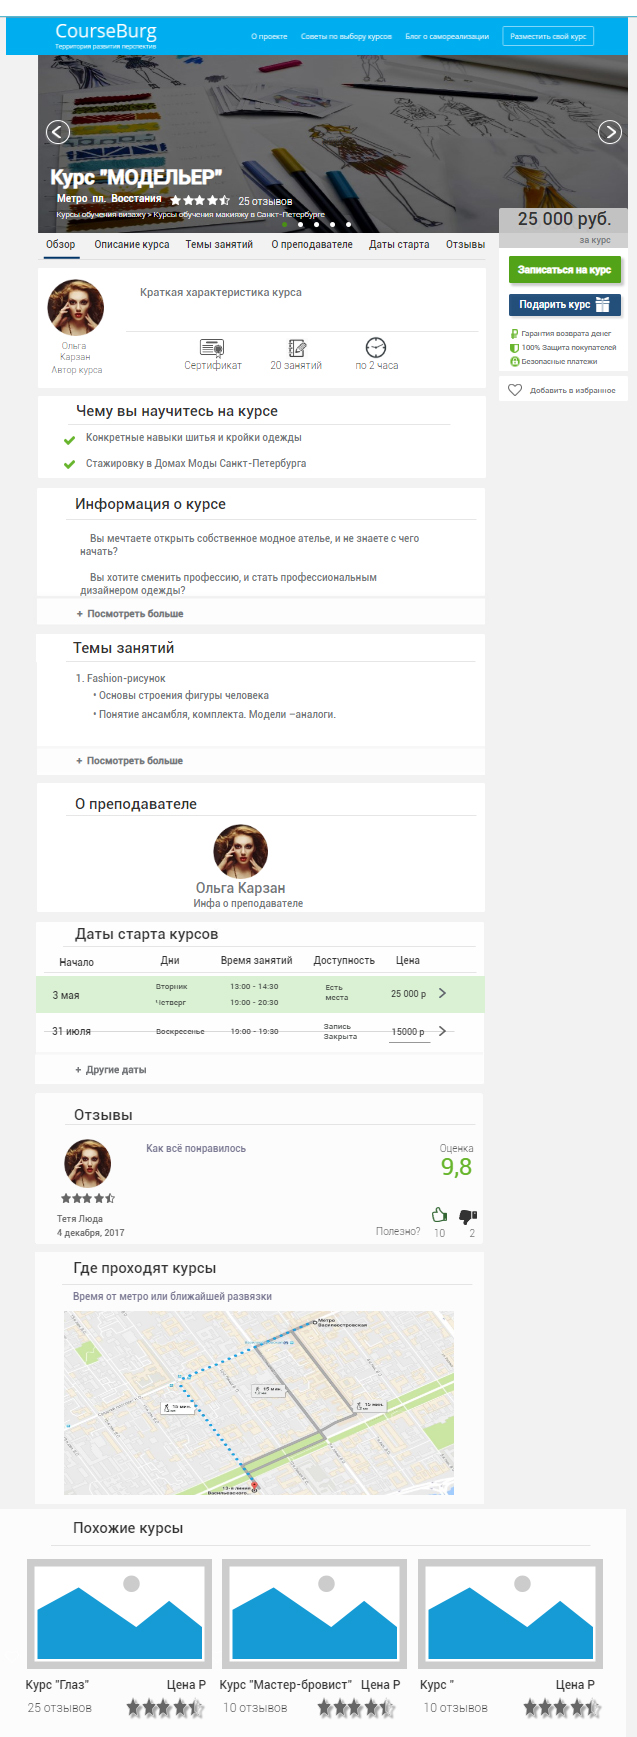 CourseBurg
Территория развития перспектив
О проекте Советы по выбору курсов Блог о самореализации Разместить свой курс
Курс "МОДЕЛЬЕР"
Метро пл. Восстания 25 отзывов
Курсы обучения визажу > Курсы обучения макияжу в Санкт-Петербурге
25 000 руб.
за курс
Обзор Описание курса Темы занятий О преподавателе Даты старта Отзывы
Записаться на курс
Подарить курс
Гарантия возврата денег
100% Защита покупателей
Безопасные платежи
Добавить в избранное
Краткая характеристика курса
Ольга
Карзан
Автор курса
Сертификат 20 занятий по 2 часа
Чему вы научитесь на курсе
Конкретные навыки шитья и кройки одежды
Стажировку в Домах Моды Санкт-Петербурга
Информация о курсе
Вы мечтаете открыть собственное модное ателье, и не знаете с чего
начать?
Вы хотите сменить профессию, и стать профессиональным
дизайнером одежды?
+ Посмотреть больше
Темы занятий
1. Fashion-рисунок
• Основы строения фигуры человека
• Понятие ансамбля, комплекта. Модели –аналоги.
+ Посмотреть больше
О преподавателе
Ольга Карзан
Инфа о преподавателе
Даты старта курсов
Начало Дни Время занятий Доступность Цена
3 мая
Вторник 13:00 - 14:30
Четверг 19:00 - 20:30
Есть
места
25 000 р
31 июля Воскресенье 19:00 - 19:30
Запись
Закрыта
15000 р
+ Другие даты
Отзывы
Как всё понравилось
Оценка
9,8
Тетя Люда
4 декабря, 2017
Полезно? 10 2
Где проходят курсы
Время от метро или ближайшей развязки
Метро
Василеостровская
15 мин.
15 мин.
15 мин.
13-я линия
Васильевского...
Похожие курсы
Курс "Глаз" Цена Р
25 отзывов
Курс "Мастер-бровист" Цена Р
10 отзывов
Курс " Цена Р
10 отзывов